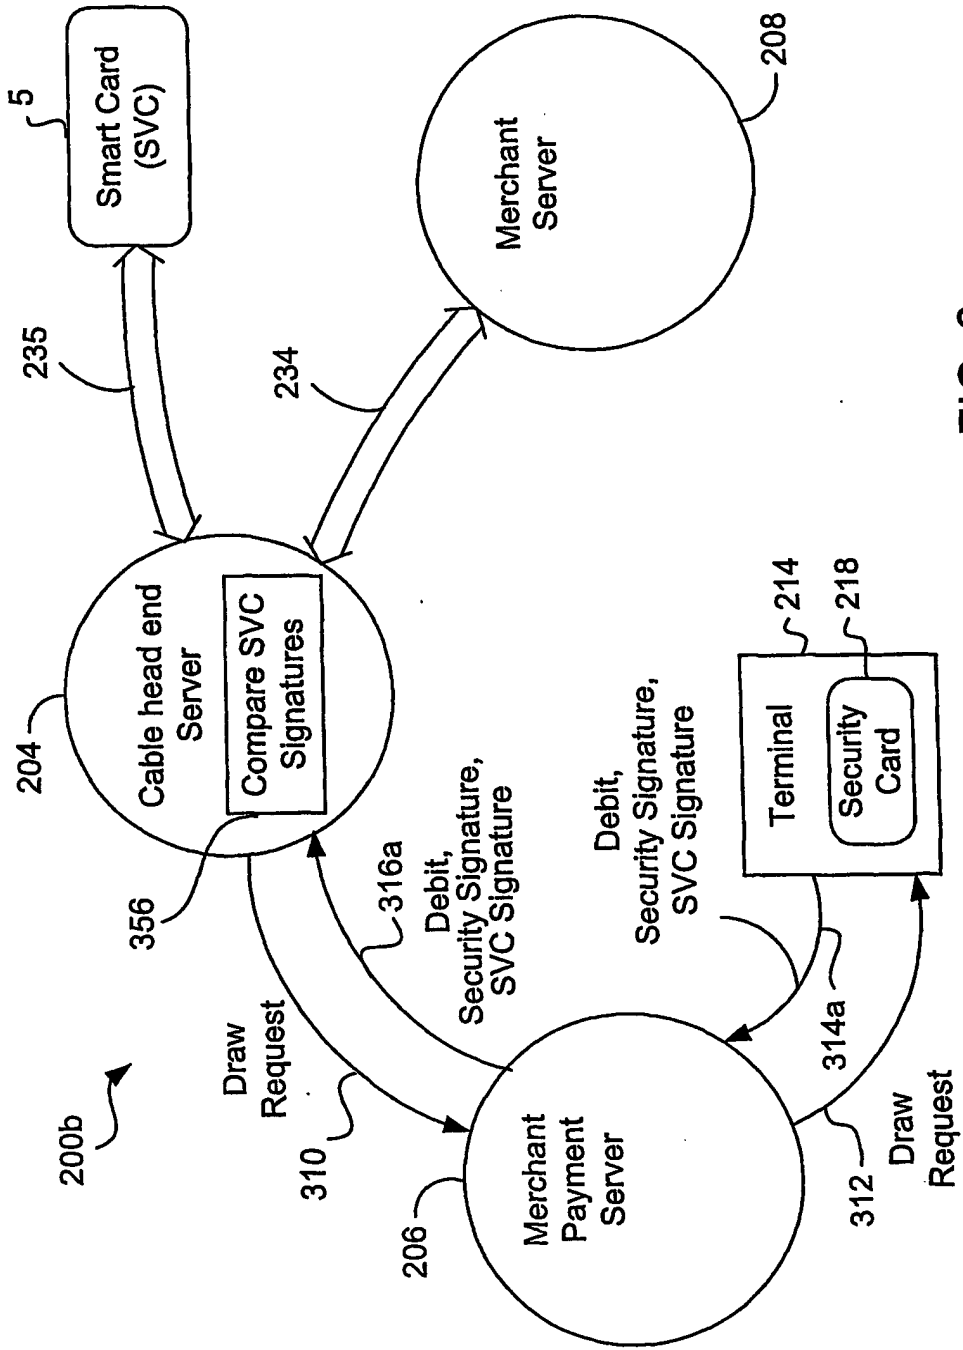 200b
204
Cable head end
Server
Compare SVC
Signatures
356
235
5
Smart Card
(SVC)
234
Merchant
Server
208
Draw
Request
310
316a
Debit,
Security Signature,
SVC Signature
206
Merchant
Payment
Server
Debit,
Security Signature,
SVC Signature
314a
312
Draw
Request
Terminal
214
218
Security
Card